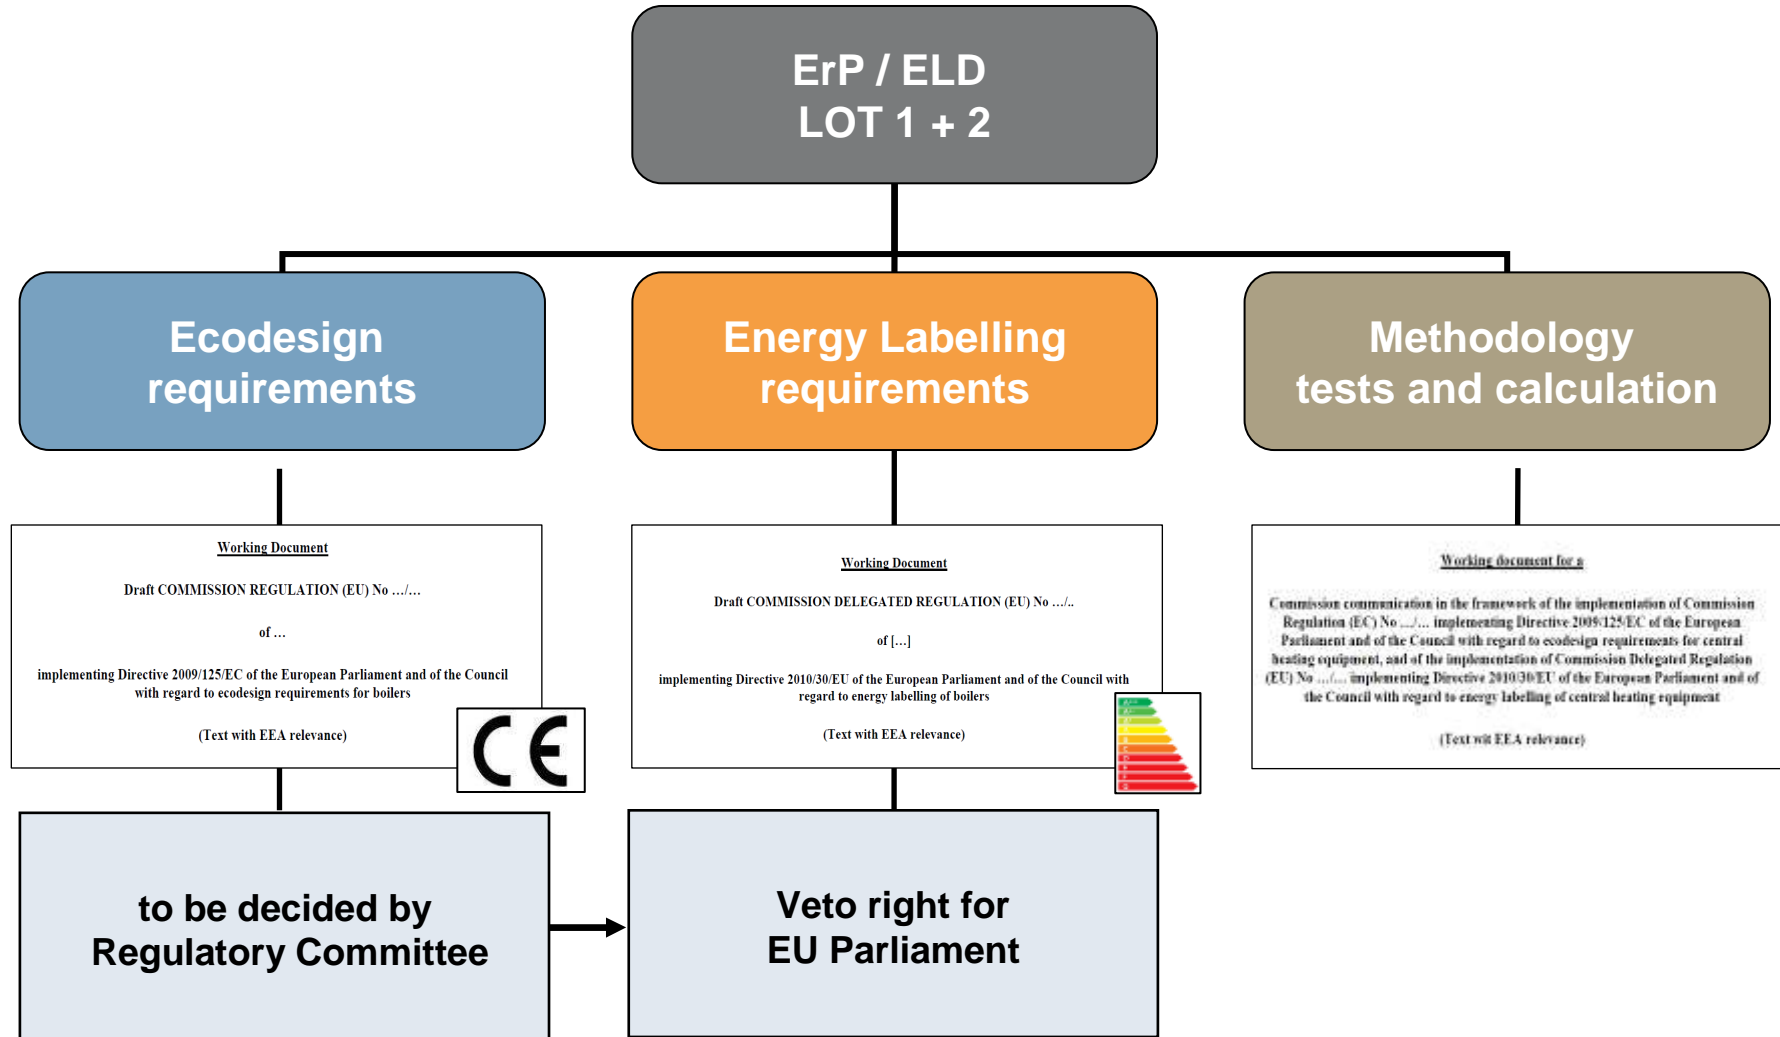 ErP / ELD
LOT 1 + 2
Ecodesign
requirements
Energy Labelling
requirements
Methodology
tests and calculation
Working Document
Draft COMMISSION REGULATION (EU) No …/…
of …
implementing Directive 2009/125/EC of the European Parliament and of the Council
with regard to ecodesign requirements for boilers
(Text with EEA relevance)
CE
Working Document
Draft COMMISSION DELEGATED REGULATION (EU) No …/..
of […]
implementing Directive 2010/30/EU of the European Parliament and of the Council with
regard to energy labelling of boilers
(Text with EEA relevance)
Working document for a
Commission communication in the framework of the implementation of Commission
Regulation (EC) No …/… implementing Directive 2009/125/EC of the European
Parliament and of the Council with regard to ecodesign requirements for central
heating equipment, and of the implementation of Commission Delegated Regulation
(EU) No …/… implementing Directive 2010/30/EU of the European Parliament and of
the Council with regard to energy labelling of central heating equipment
(Text wit EEA relevance)
to be decided by
Regulatory Committee
Veto right for
EU Parliament